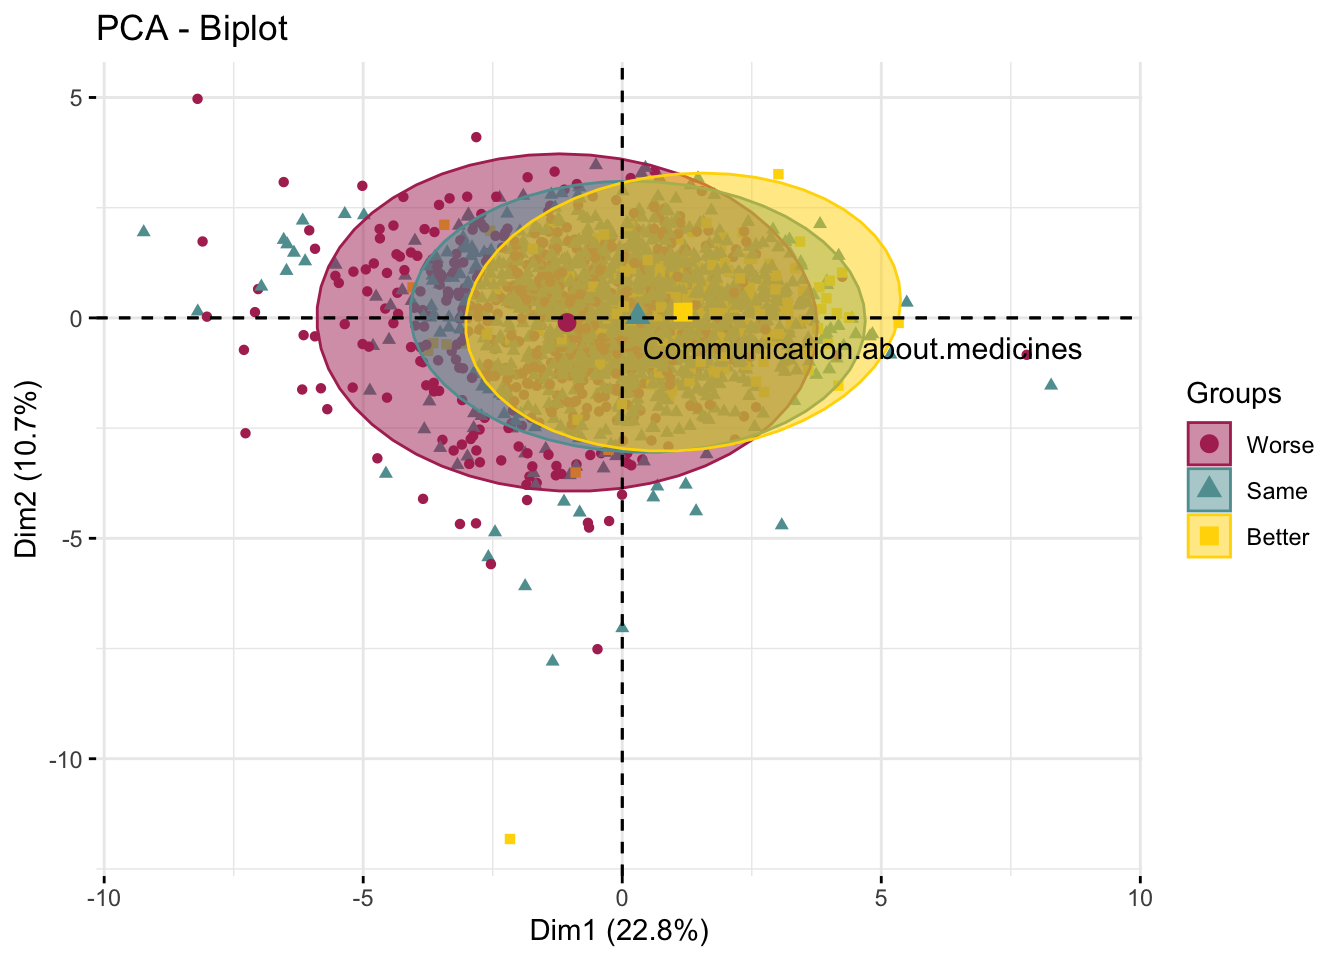 PCA - Biplot
5
0
-5
-10
Dim2 (10.7%)
Communication.about.medicines
-10
-5
0
5
10
Dim1 (22.8%)
Groups
Worse
Same
Better